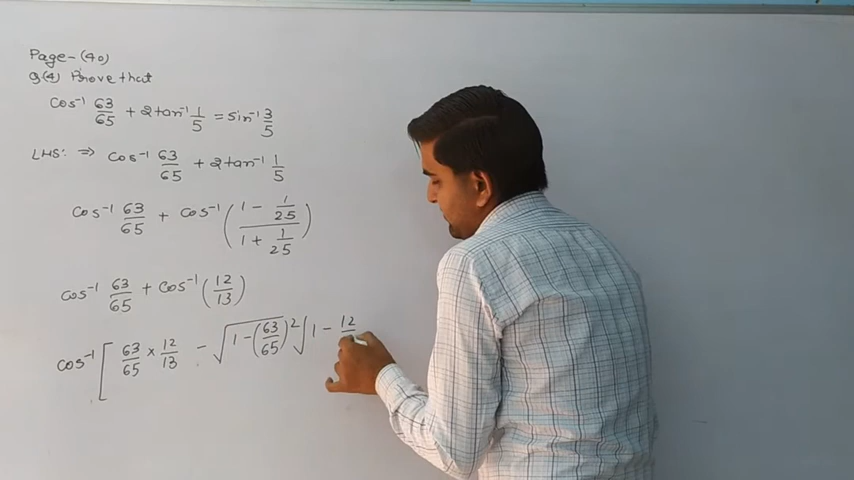 Page-(40)
Q(4) Prove that
cos⁻¹ 63/65 + 2tan⁻¹ 1/5 = sin⁻¹ 3/5
LHS: ⇒ cos⁻¹ 63/65 + 2tan⁻¹ 1/5
cos⁻¹ 63/65 + cos⁻¹ ((1 - 1/25)/(1 + 1/25))
cos⁻¹ 63/65 + cos⁻¹ (12/13)
cos⁻¹ [63/65 × 12/13 - √(1-(63/65)²) √1 - 12